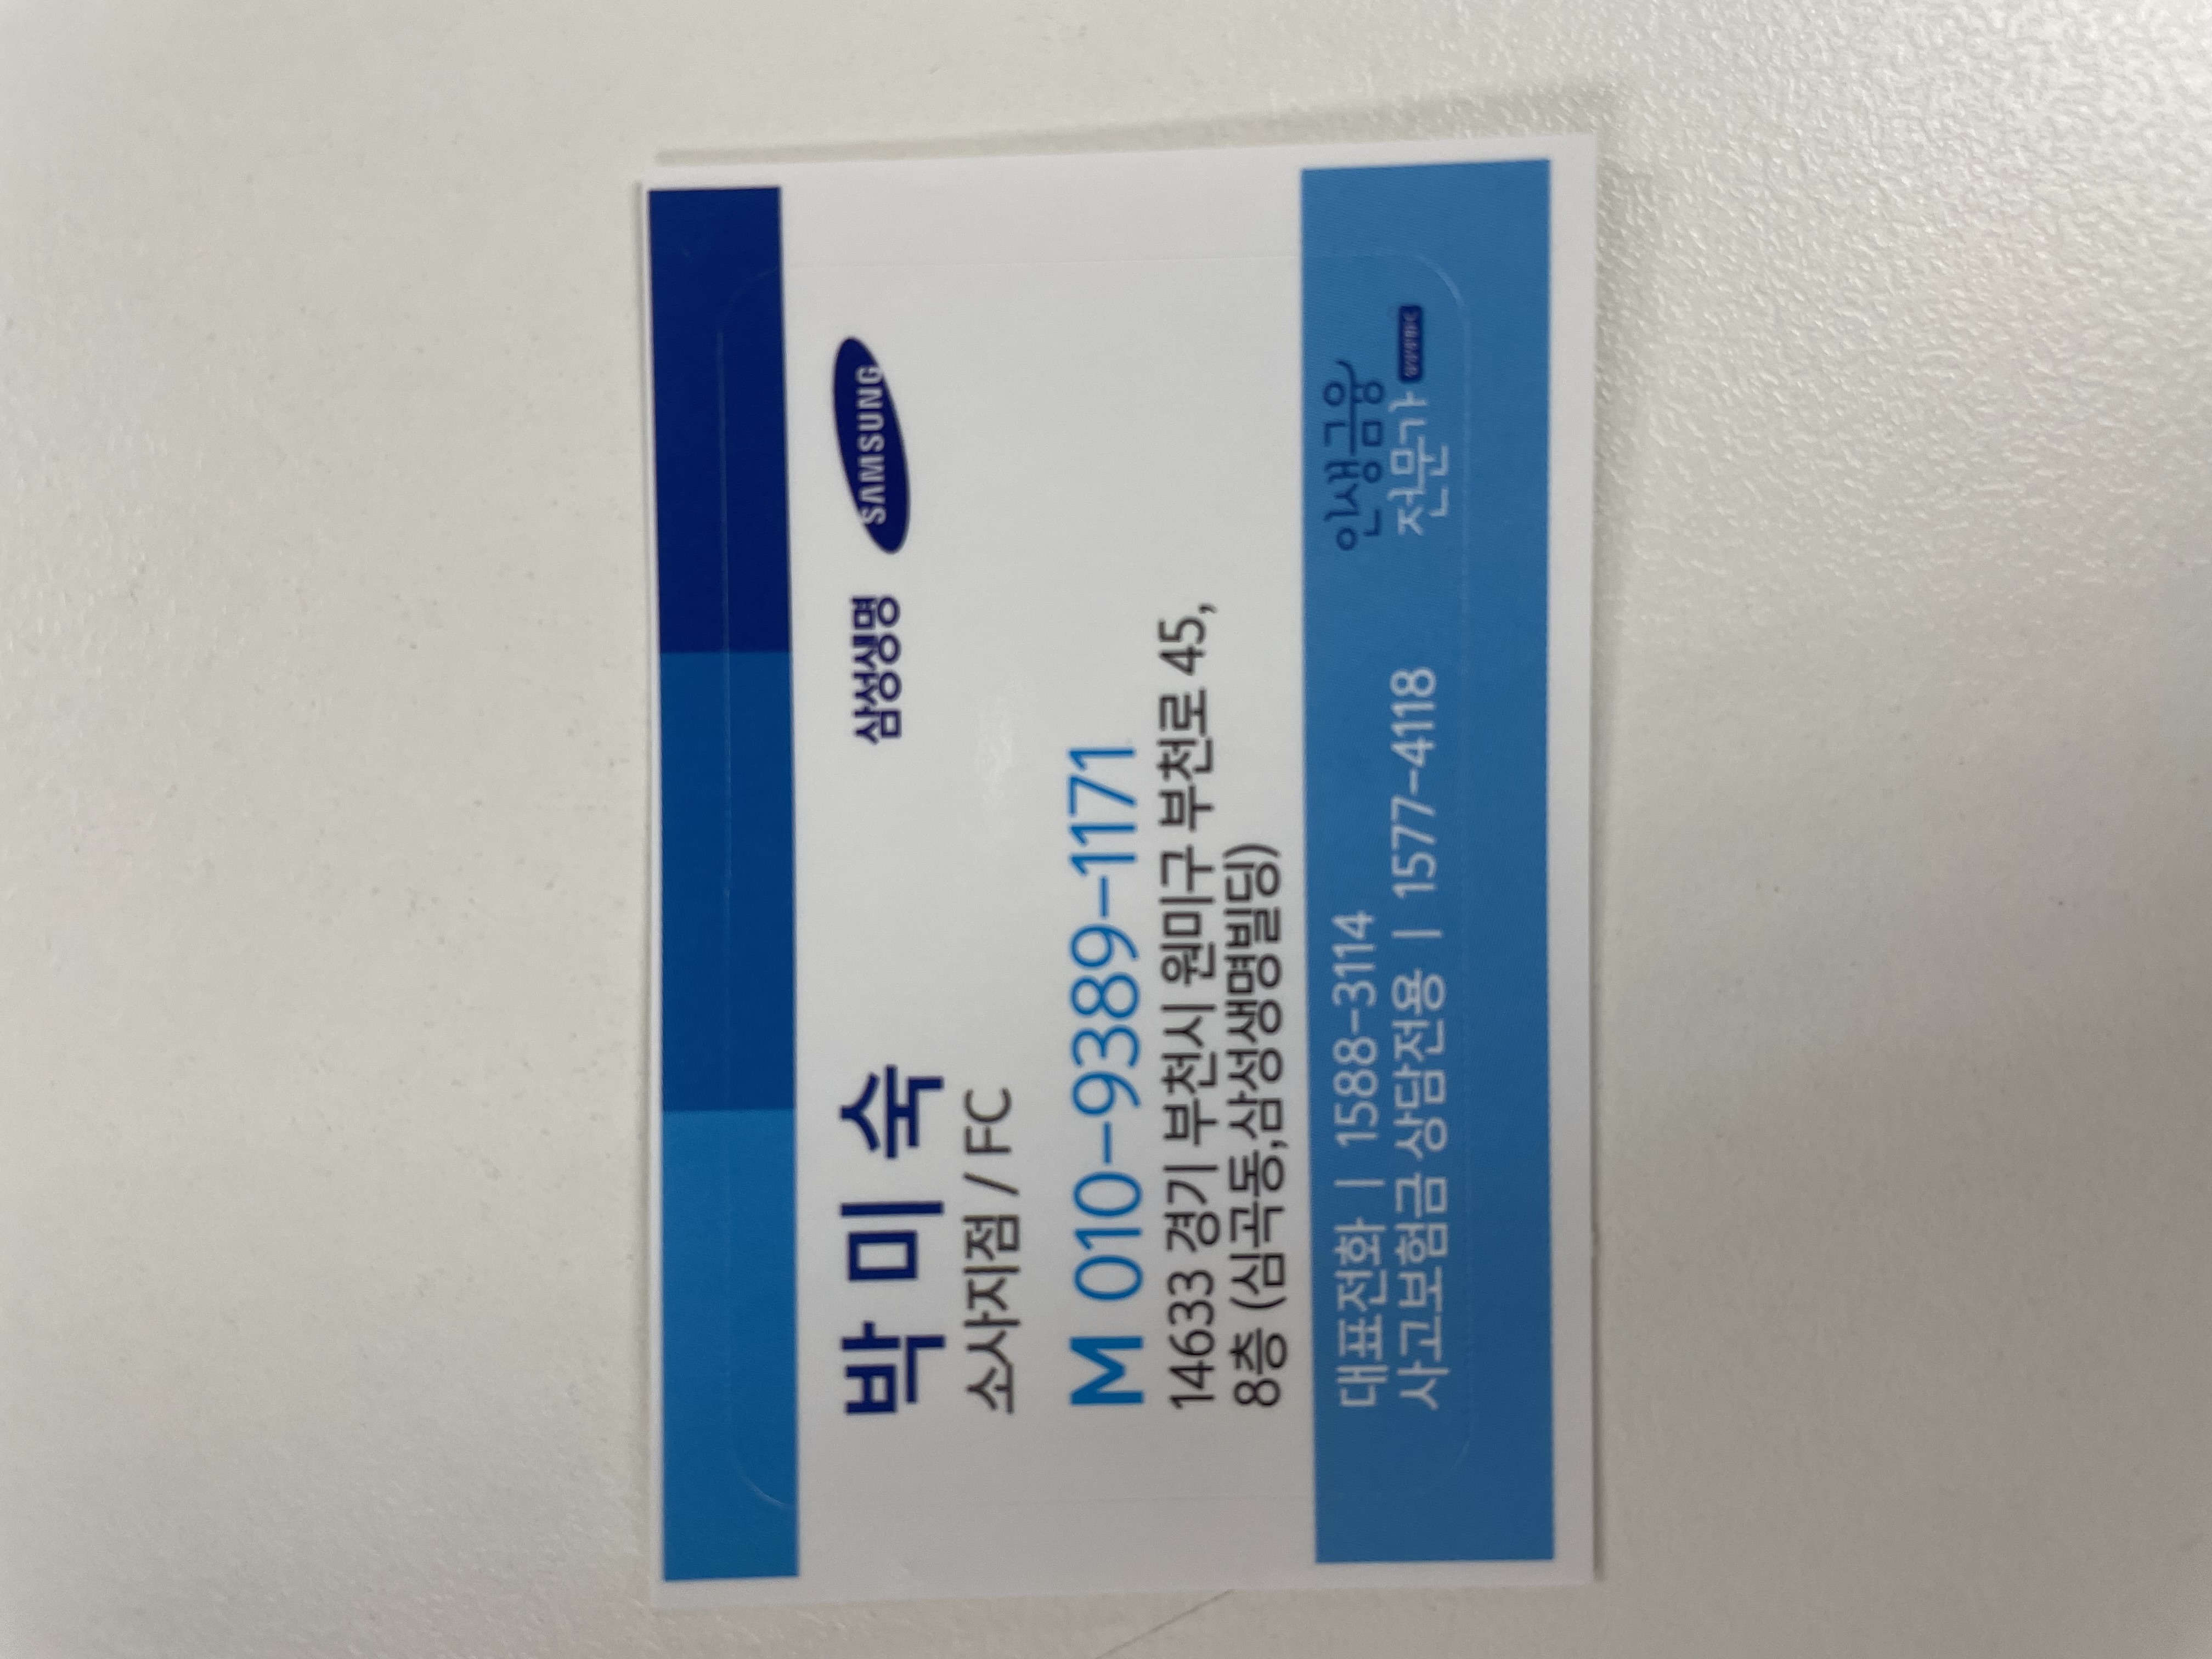 삼성생명 SAMSUNG
박미숙
소사지점 / FC
M 010-9389-1171
14633 경기 부천시 원미구 부천로 45,
8층 (심곡동,삼성생명빌딩)
대표전화 | 1588-3114
사고보험금 상담전용 | 1577-4118
인생금융
전문가